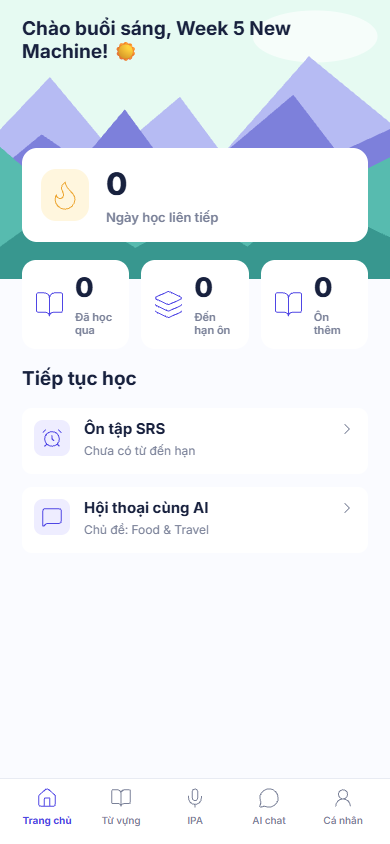 Chào buổi sáng, Week 5 New
Machine!
0
Ngày học liên tiếp
0
Đã học
qua
0
Đến
hạn ôn
0
Ôn
thêm
Tiếp tục học
Ôn tập SRS
Chưa có từ đến hạn
Hội thoại cùng AI
Chủ đề: Food & Travel
Trang chủ
Từ vựng
IPA
AI chat
Cá nhân